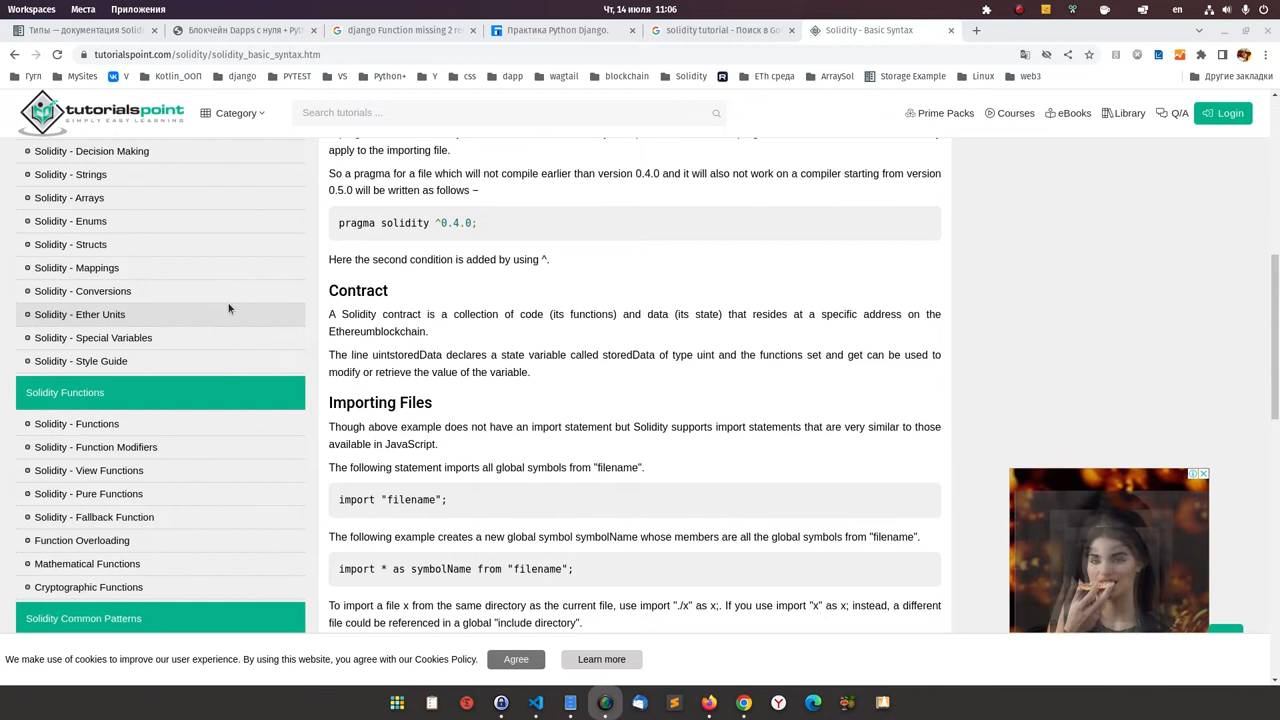 Workspaces Места Приложения Чт, 14 июля 11:06 en
Типы — документация Solidi Блокчейн Dapps с нуля + Pyt django Function missing 2 re Практика Python Django. solidity tutorial - Поиск в Go Solidity - Basic Syntax
tutorialspoint.com/solidity/solidity_basic_syntax.htm
Гугл MySites V Kotlin_ООП django PYTEST VS Python+ Y css dapp wagtail blockchain Solidity ETh среда ArraySol Storage Example Linux web3 Другие закладки
tutorialspoint
SIMPLY EASY LEARNING
Category
Search tutorials ...
Prime Packs Courses eBooks Library Q/A Login
Solidity - Decision Making
Solidity - Strings
Solidity - Arrays
Solidity - Enums
Solidity - Structs
Solidity - Mappings
Solidity - Conversions
Solidity - Ether Units
Solidity - Special Variables
Solidity - Style Guide
Solidity Functions
Solidity - Functions
Solidity - Function Modifiers
Solidity - View Functions
Solidity - Pure Functions
Solidity - Fallback Function
Function Overloading
Mathematical Functions
Cryptographic Functions
Solidity Common Patterns
apply to the importing file.
So a pragma for a file which will not compile earlier than version 0.4.0 and it will also not work on a compiler starting from version
0.5.0 will be written as follows −
pragma solidity ^0.4.0;
Here the second condition is added by using ^.
Contract
A Solidity contract is a collection of code (its functions) and data (its state) that resides at a specific address on the
Ethereumblockchain.
The line uintstoredData declares a state variable called storedData of type uint and the functions set and get can be used to
modify or retrieve the value of the variable.
Importing Files
Though above example does not have an import statement but Solidity supports import statements that are very similar to those
available in JavaScript.
The following statement imports all global symbols from "filename".
import "filename";
The following example creates a new global symbol symbolName whose members are all the global symbols from "filename".
import * as symbolName from "filename";
To import a file x from the same directory as the current file, use import "./x" as x;. If you use import "x" as x; instead, a different
file could be referenced in a global "include directory".
We make use of cookies to improve our user experience. By using this website, you agree with our Cookies Policy. Agree Learn more